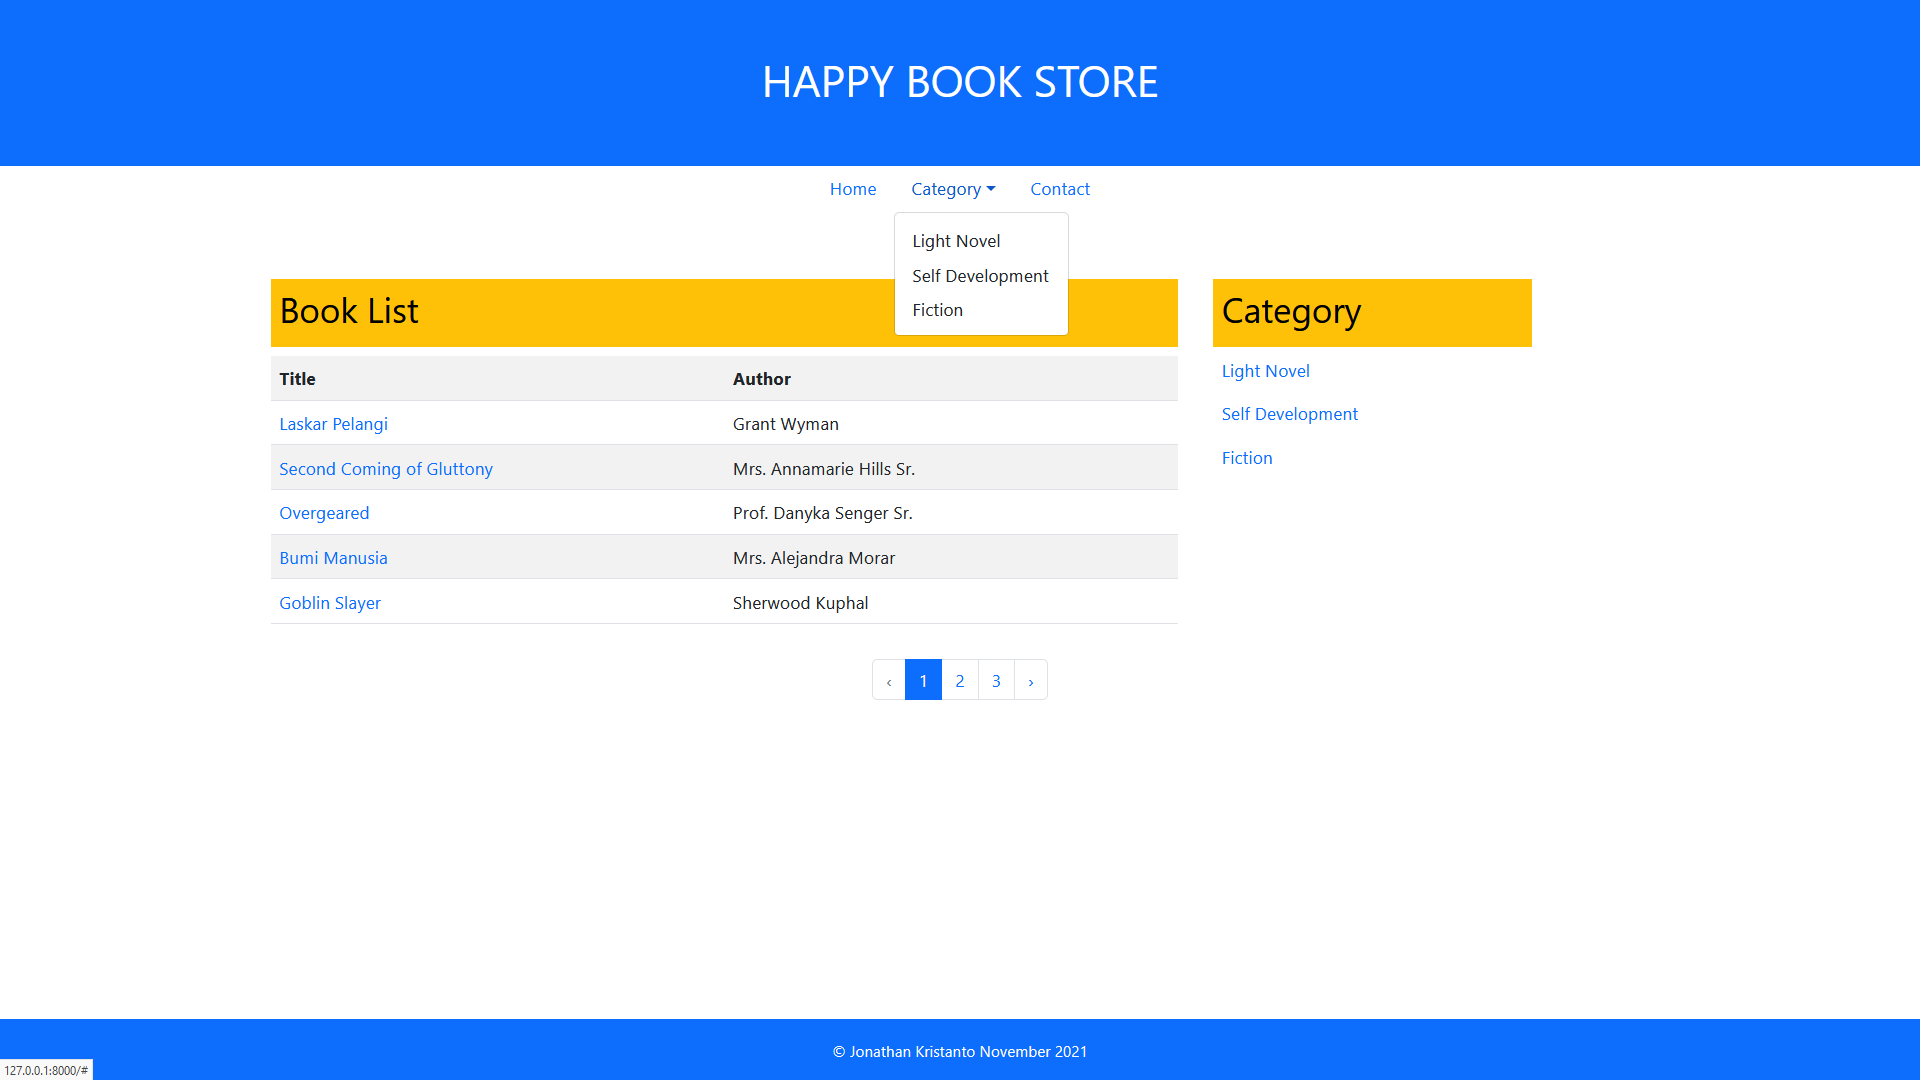 HAPPY BOOK STORE
Home Category Contact
Light Novel
Self Development
Fiction
Book List
Title Author
Laskar Pelangi Grant Wyman
Second Coming of Gluttony Mrs. Annamarie Hills Sr.
Overgeared Prof. Danyka Senger Sr.
Bumi Manusia Mrs. Alejandra Morar
Goblin Slayer Sherwood Kuphal
‹ 1 2 3 ›
Category
Light Novel
Self Development
Fiction
© Jonathan Kristanto November 2021
127.0.0.1:8000/#